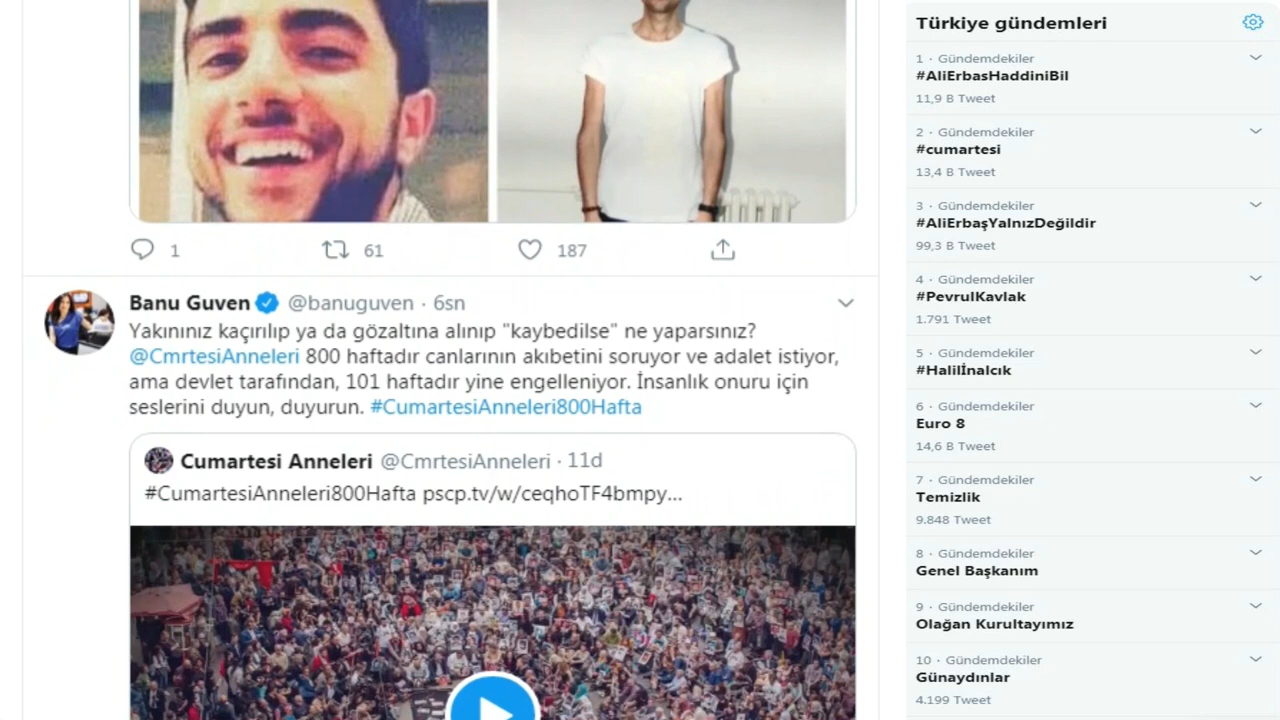 1 61 187
Banu Guven @banuguven · 6sn
Yakınınız kaçırılıp ya da gözaltına alınıp "kaybedilse" ne yaparsınız?
@CmrtesiAnneleri 800 haftadır canlarının akıbetini soruyor ve adalet istiyor,
ama devlet tarafından, 101 haftadır yine engelleniyor. İnsanlık onuru için
seslerini duyun, duyurun. #CumartesiAnneleri800Hafta
Cumartesi Anneleri @CmrtesiAnneleri · 11d
#CumartesiAnneleri800Hafta pscp.tv/w/ceqhoTF4bmpy...
Türkiye gündemleri
1 · Gündemdekiler
#AliErbasHaddiniBil
11,9 B Tweet
2 · Gündemdekiler
#cumartesi
13,4 B Tweet
3 · Gündemdekiler
#AliErbaşYalnızDeğildir
99,3 B Tweet
4 · Gündemdekiler
#PevrulKavlak
1.791 Tweet
5 · Gündemdekiler
#Halilİnalcık
6 · Gündemdekiler
Euro 8
14,6 B Tweet
7 · Gündemdekiler
Temizlik
9.848 Tweet
8 · Gündemdekiler
Genel Başkanım
9 · Gündemdekiler
Olağan Kurultayımız
10 · Gündemdekiler
Günaydınlar
4.199 Tweet